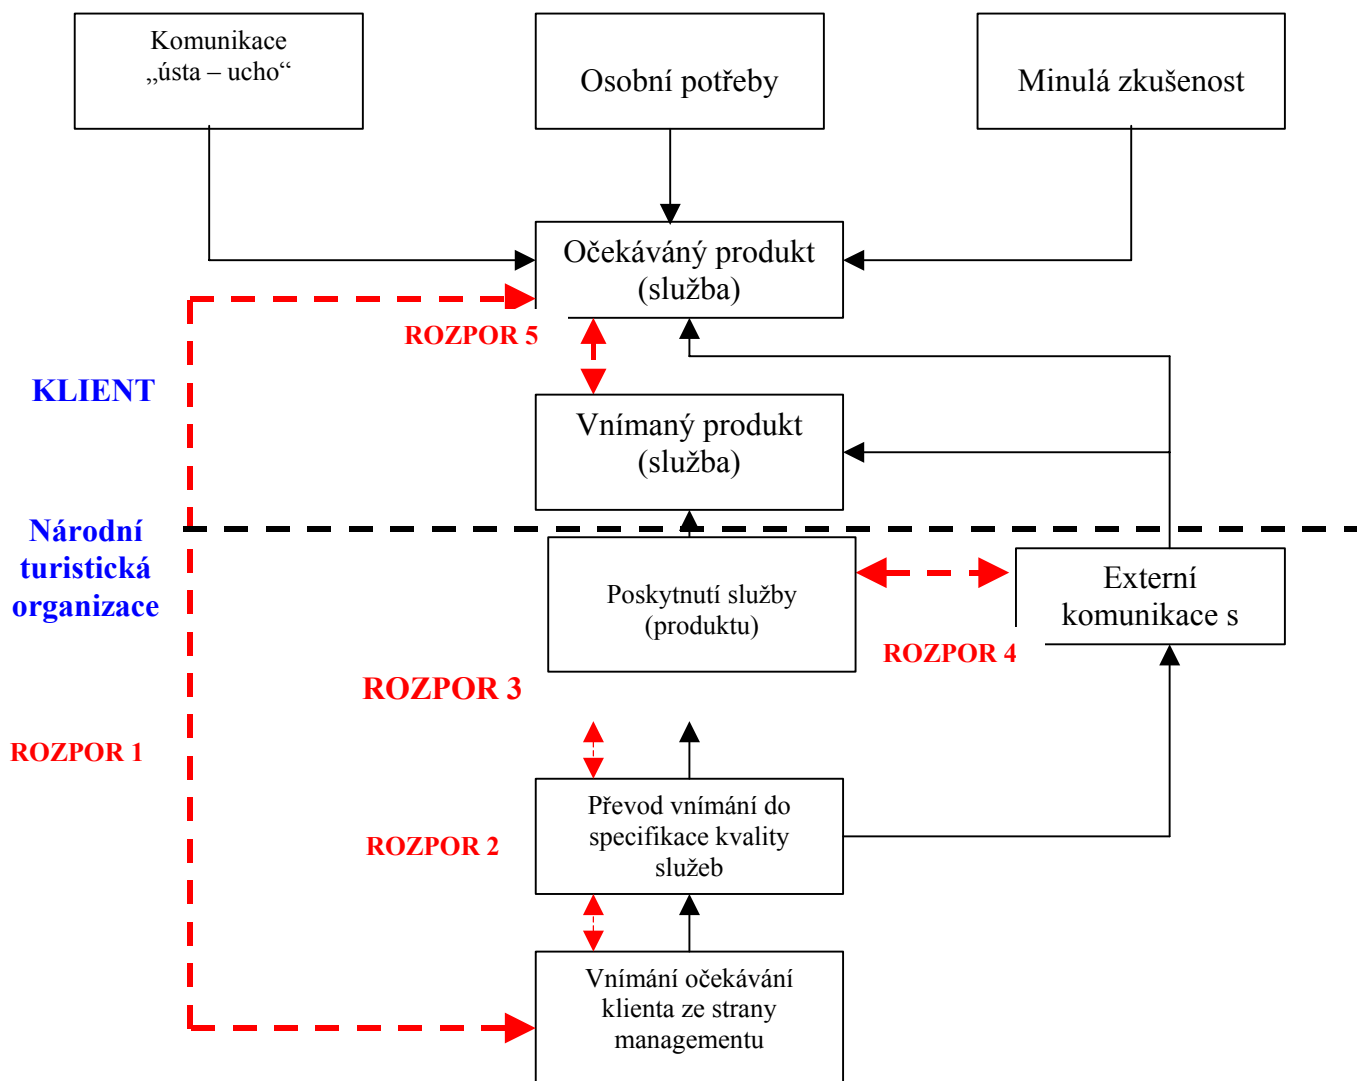 Komunikace
„ústa – ucho“
Osobní potřeby
Minulá zkušenost
Očekáváný produkt
(služba)
ROZPOR 5
KLIENT
Vnímaný produkt
(služba)
Národní
turistická
organizace
Poskytnutí služby
(produktu)
Externí
komunikace s
ROZPOR 4
ROZPOR 3
ROZPOR 1
Převod vnímání do
specifikace kvality
služeb
ROZPOR 2
Vnímání očekávání
klienta ze strany
managementu